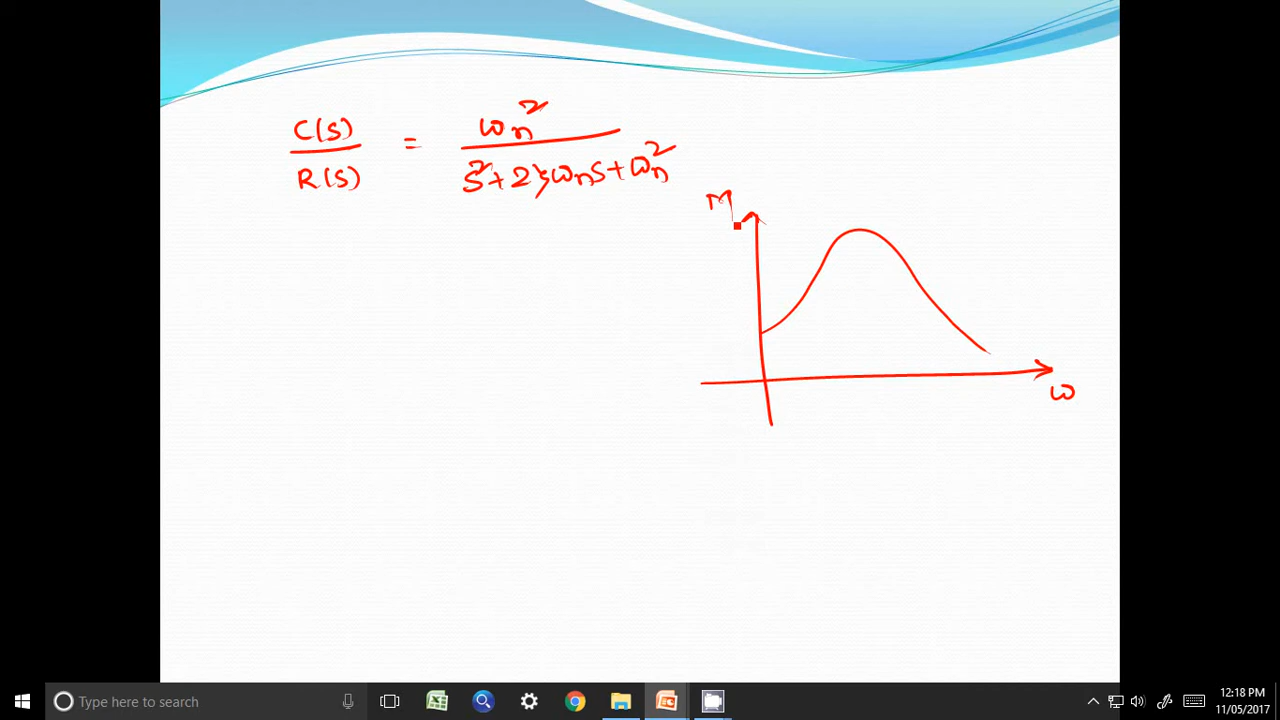 C(s) / R(s) = ωn² / s² + 2ζωns + ωn²
M
ω
Type here to search
12:18 PM
11/05/2017